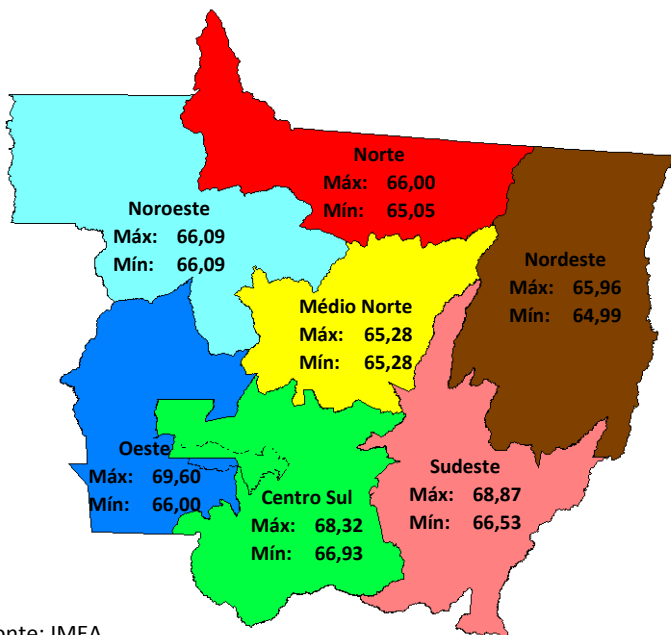 Norte
Máx: 66,00
Mín: 65,05
Noroeste
Máx: 66,09
Mín: 66,09
Nordeste
Máx: 65,96
Mín: 64,99
Médio Norte
Máx: 65,28
Mín: 65,28
Oeste
Máx: 69,60
Mín: 66,00
Centro Sul
Máx: 68,32
Mín: 66,93
Sudeste
Máx: 68,87
Mín: 66,53
onte: IMEA